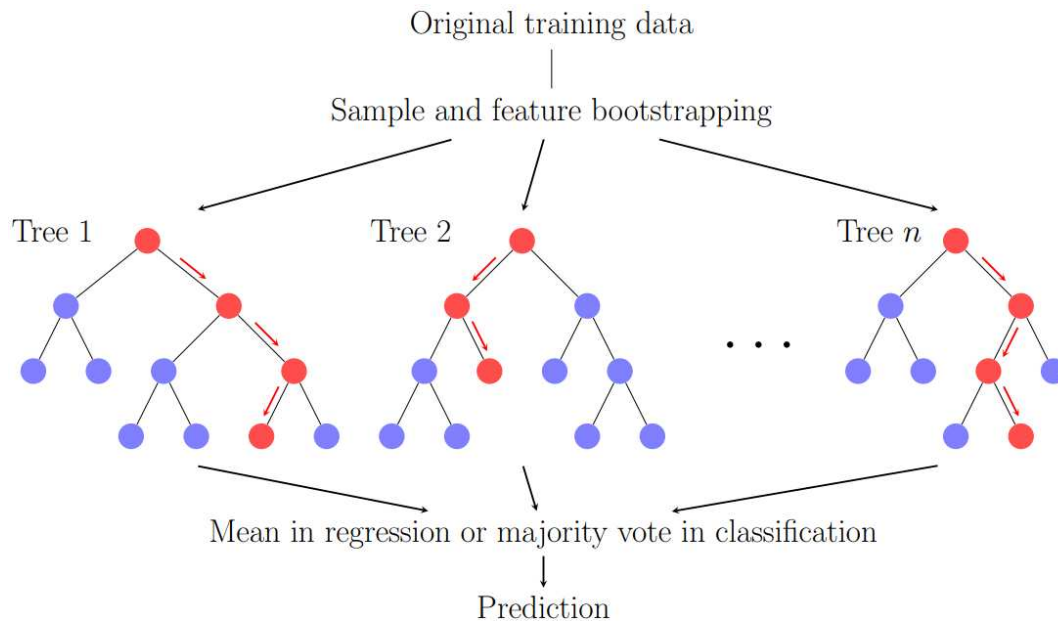 Original training data
Sample and feature bootstrapping
Tree 1
Tree 2
Tree n
. . .
Mean in regression or majority vote in classification
Prediction